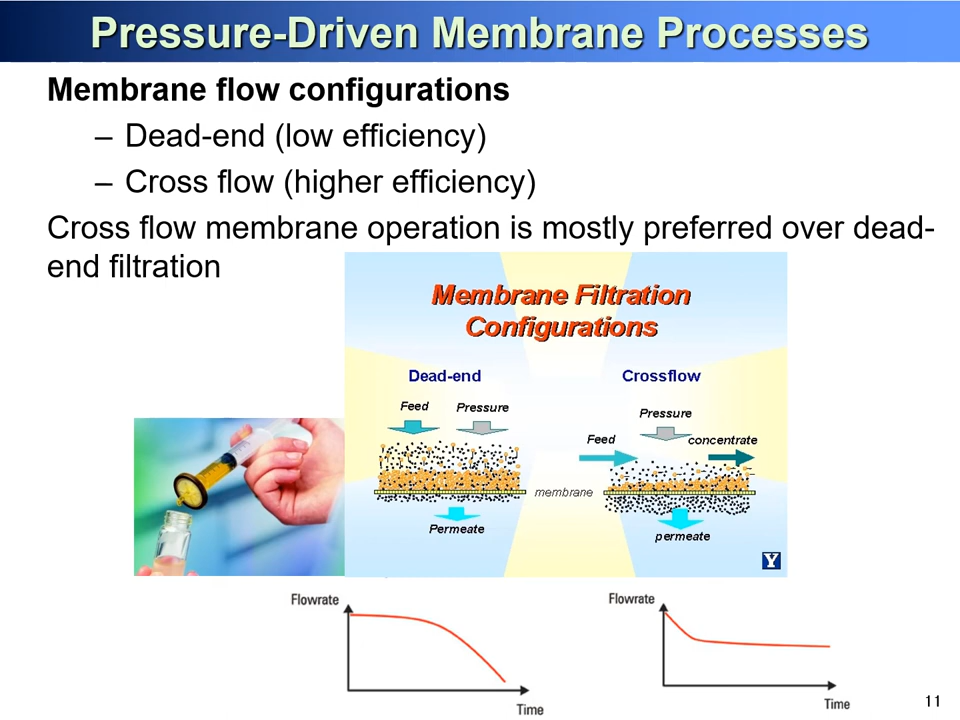 Pressure-Driven Membrane Processes
Membrane flow configurations
– Dead-end (low efficiency)
– Cross flow (higher efficiency)
Cross flow membrane operation is mostly preferred over dead-
end filtration
Membrane Filtration
Configurations
Dead-end
Crossflow
Feed
Pressure
Pressure
Feed
concentrate
membrane
Permeate
permeate
Y
Flowrate
Time
Flowrate
Time
11